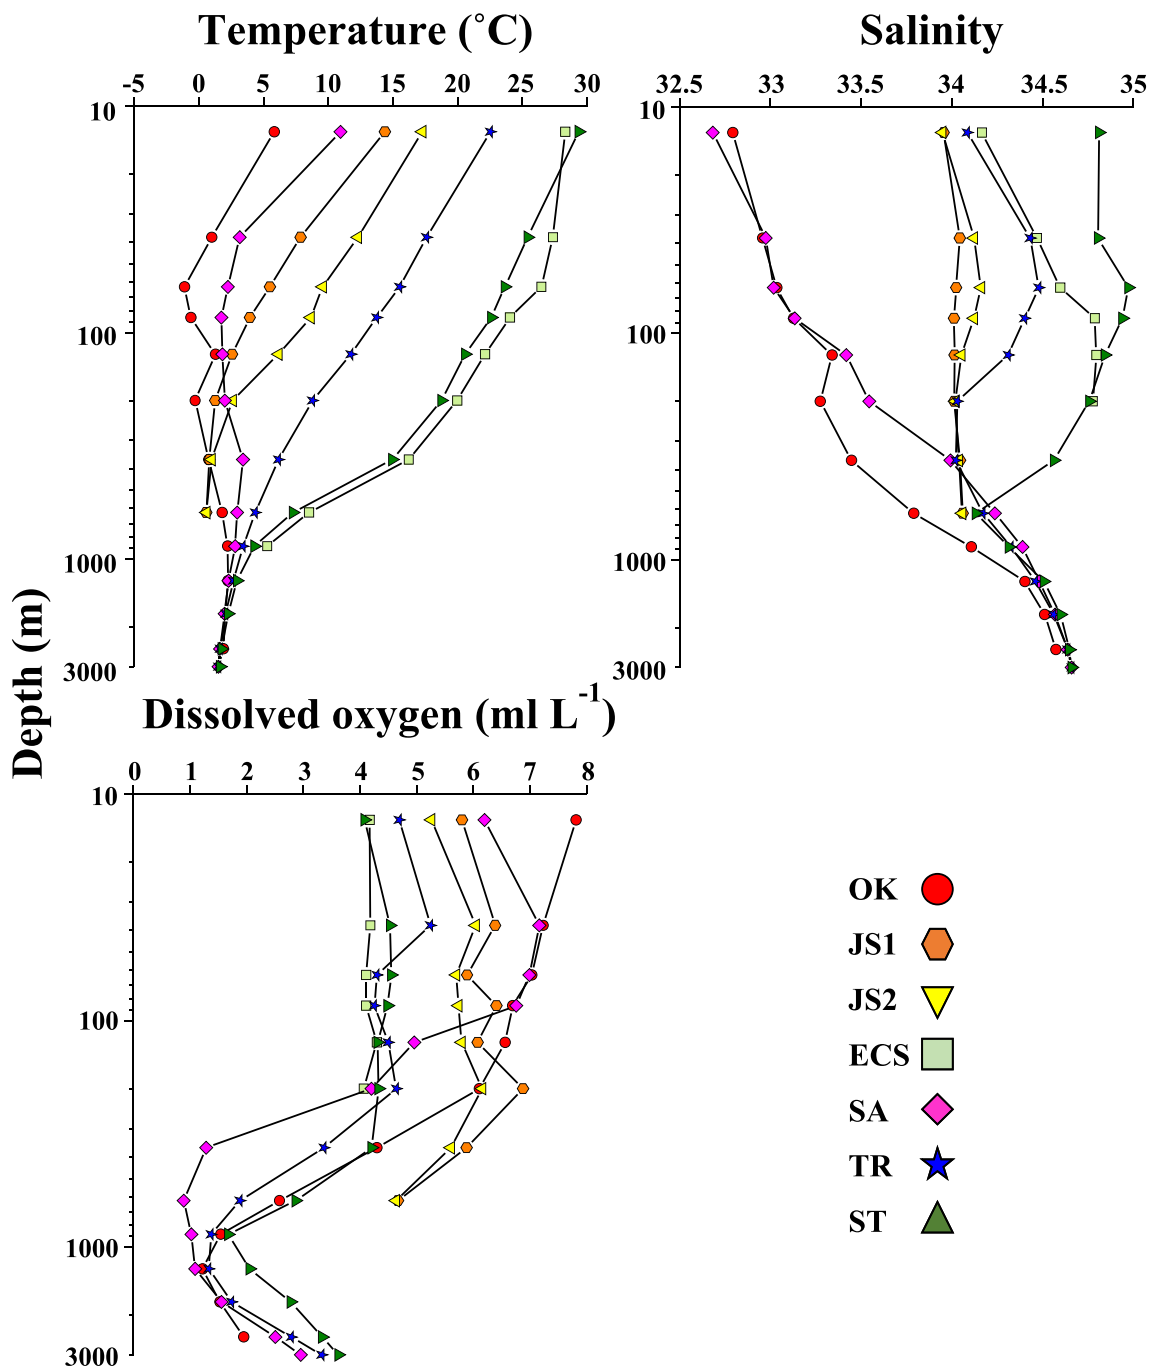 Temperature (˚C)
-5 0 5 10 15 20 25 30
10
100
1000
3000
Salinity
32.5 33 33.5 34 34.5 35
10
100
1000
3000
Depth (m)
Dissolved oxygen (ml L-1)
0 1 2 3 4 5 6 7 8
10
100
1000
3000
OK
JS1
JS2
ECS
SA
TR
ST